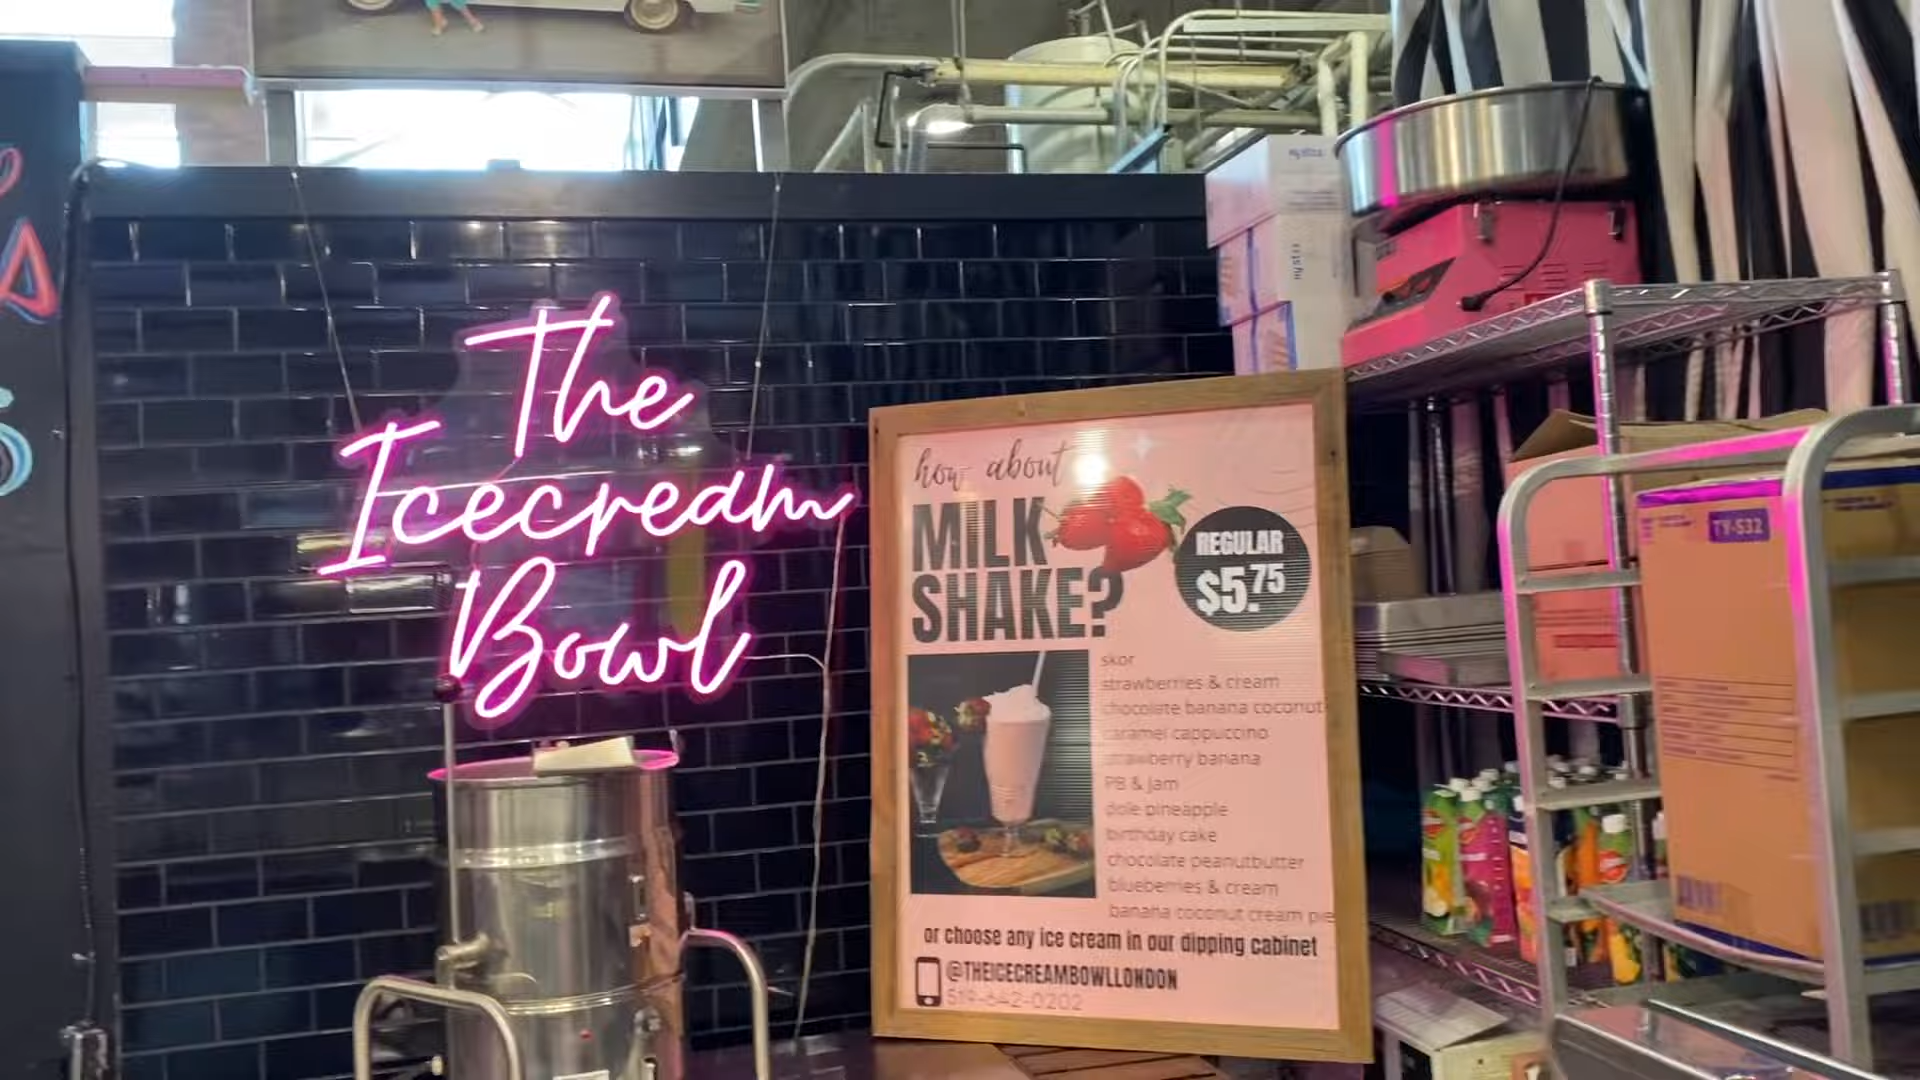 The
Icecream
Bowl
how about
MILK
SHAKE?
REGULAR
$5.75
skor
strawberries & cream
chocolate banana coconut
caramel cappuccino
strawberry banana
PB & Jam
dole pineapple
birthday cake
chocolate peanutbutter
blueberries & cream
banana coconut cream pie
or choose any ice cream in our dipping cabinet
@THEICECREAMBOWLLONDON
519-642-0202
TY-532